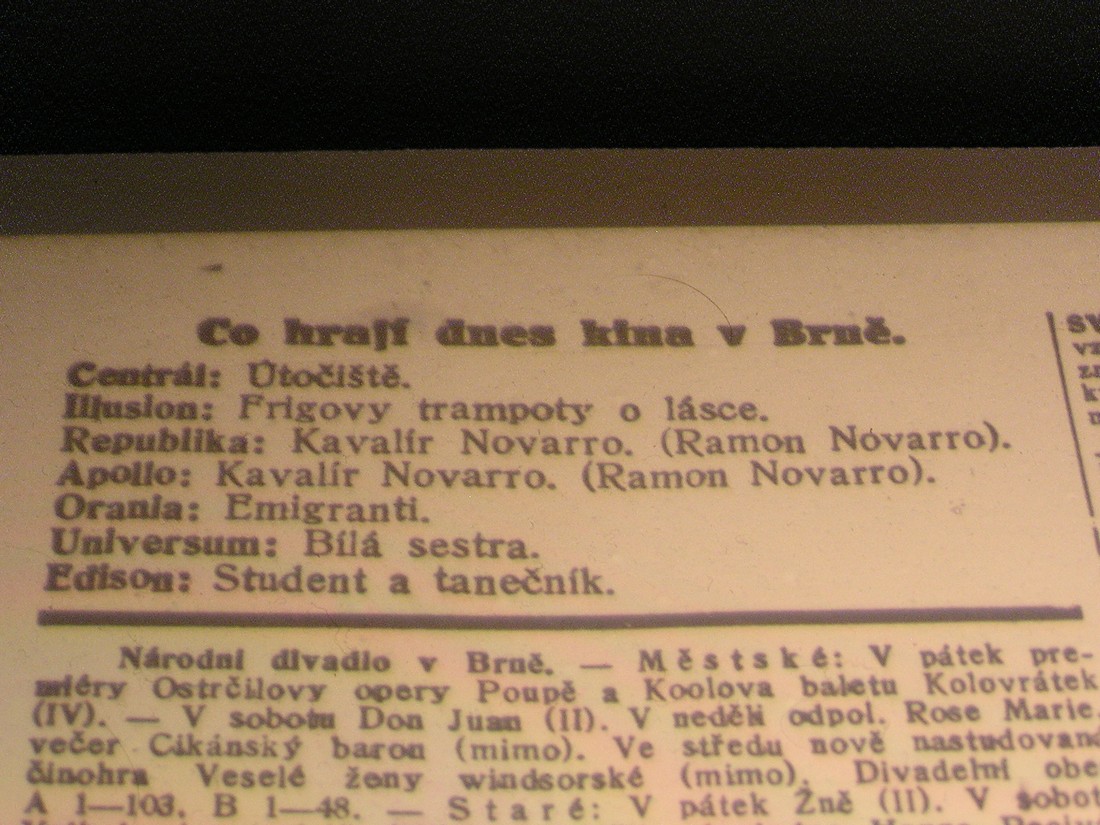 Co hrají dnes kina v Brně.
Centrál: Útočiště.
Illusion: Frigovy trampoty o lásce.
Republika: Kavalír Novarro. (Ramon Novarro).
Apollo: Kavalír Novarro. (Ramon Novarro).
Orania: Emigranti.
Universum: Bílá sestra.
Edison: Student a tanečník.
Národní divadlo v Brně. — Městské: V pátek pre-
miéry Ostrčilovy opery Poupě a Koolova baletu Kolovrátek
(IV). — V sobotu Don Juan (II). V neděli odpol. Rose Marie,
večer Cikánský baron (mimo). Ve středu nově nastudovaná
činohra Veselé ženy windsorské (mimo). Divadelní obe
A 1—103. B 1—48. — Staré: V pátek Žně (II). V sobot